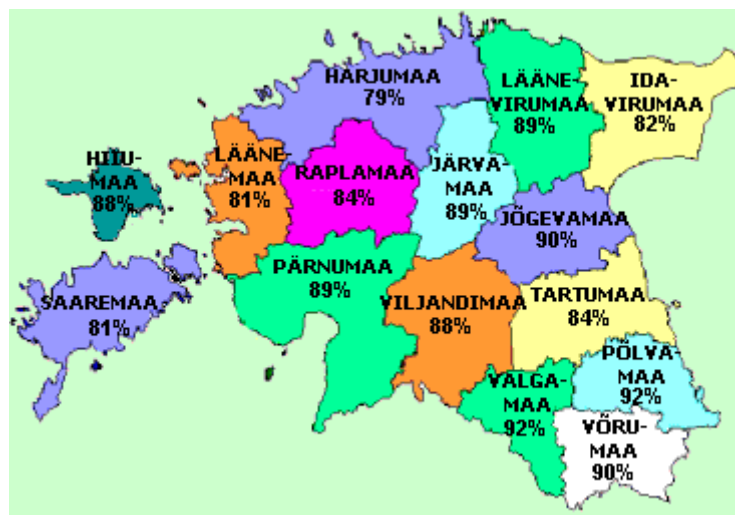 HARJUMAA
79%
LÄÄNE-
VIRUMAA
89%
IDA-
VIRUMAA
82%
HIIU-
MAA
88%
LÄÄNE-
MAA
81%
RAPLAMAA
84%
JÄRVA-
MAA
89%
JÕGEVAMAA
90%
PÄRNUMAA
89%
SAAREMAA
81%
VILJANDIMAA
88%
TARTUMAA
84%
PÕLVA-
MAA
92%
VALGA-
MAA
92%
VÕRU-
MAA
90%